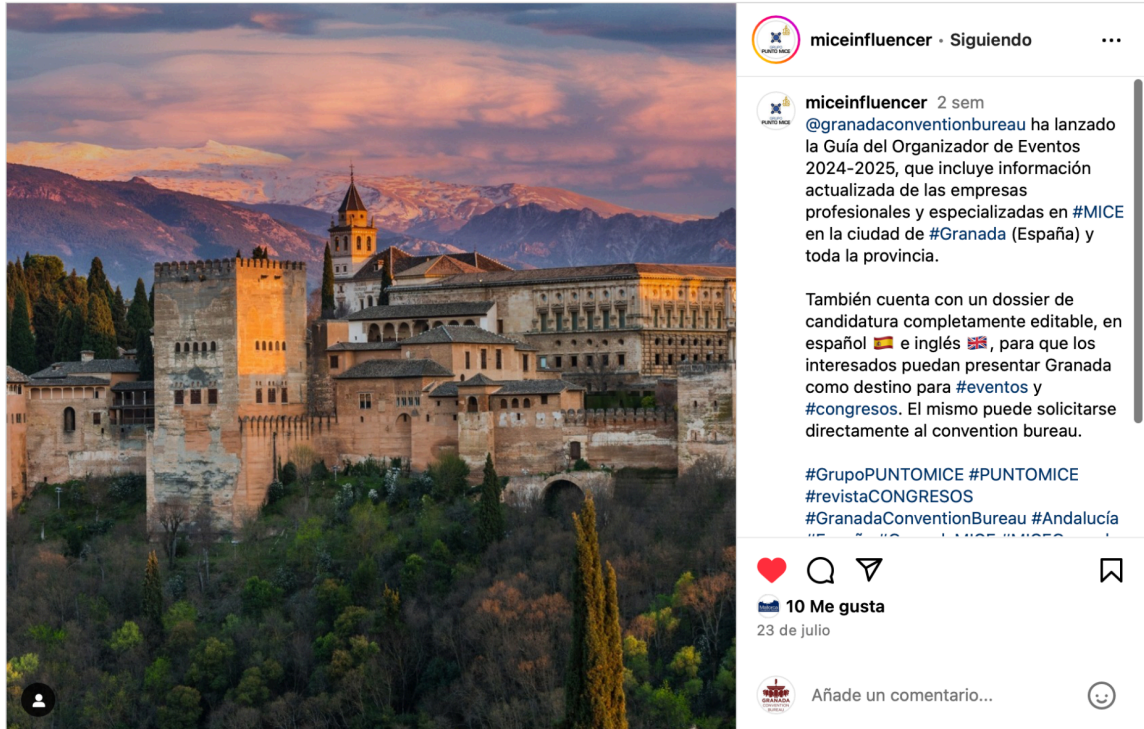 miceinfluencer • Siguiendo
miceinfluencer 2 sem
@granadaconventionbureau ha lanzado
la Guía del Organizador de Eventos
2024-2025, que incluye información
actualizada de las empresas
profesionales y especializadas en #MICE
en la ciudad de #Granada (España) y
toda la provincia.
También cuenta con un dossier de
candidatura completamente editable, en
español 🇪🇸 e inglés 🇬🇧, para que los
interesados puedan presentar Granada
como destino para #eventos y
#congresos. El mismo puede solicitarse
directamente al convention bureau.
#GrupoPUNTOMICE #PUNTOMICE
#revistaCONGRESOS
#GranadaConventionBureau #Andalucía
10 Me gusta
23 de julio
GRANADA
CONVENTION
BUREAU
Añade un comentario...